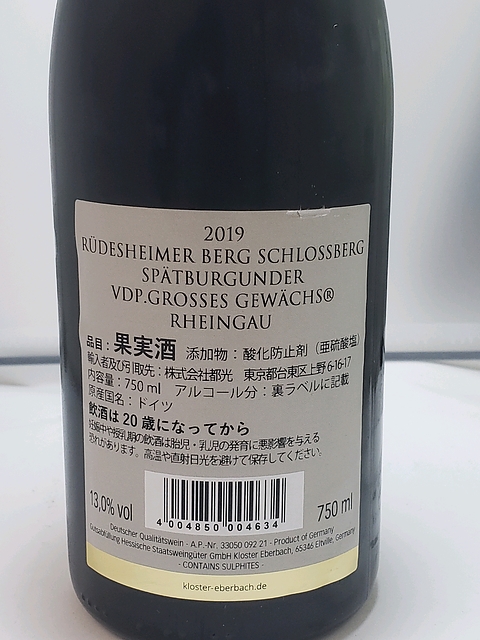 2019
RÜDESHEIMER BERG SCHLOSSBERG
SPÄTBURGUNDER
VDP.GROSSES GEWÄCHS®
RHEINGAU
品目：果実酒 添加物：酸化防止剤（亜硫酸塩）
輸入者及び引取先：株式会社都光 東京都台東区上野6-16-17
内容量：750 ml アルコール分：裏ラベルに記載
原産国名：ドイツ
飲酒は20歳になってから
妊娠中や授乳期の飲酒は胎児・乳児の発育に悪影響を与える
恐れがあります。高温や直射日光を避けて保存してください。
13,0% vol
4 004850 004634
750 ml
Deutscher Qualitätswein - A.P.-Nr. 33050 092 21 - Product of Germany
Gutsabfüllung Hessische Staatsweingüter GmbH Kloster Eberbach, 65346 Eltville, Germany
- CONTAINS SULPHITES -
kloster-eberbach.de